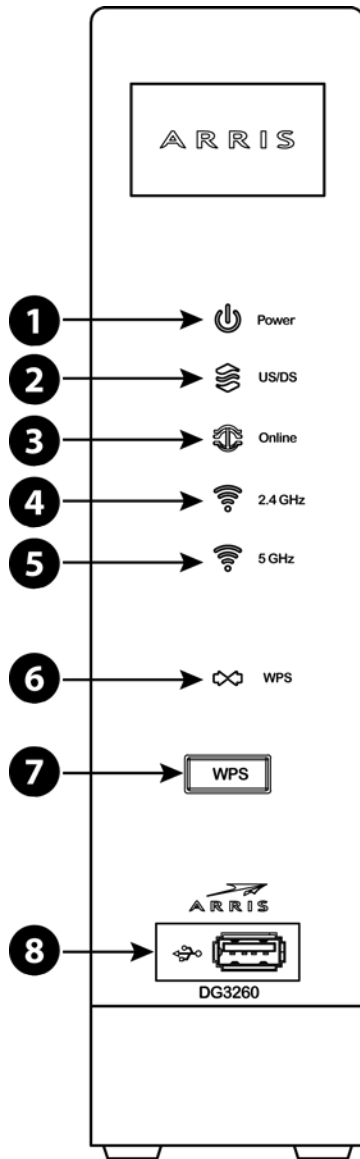 ARRIS
1 Power
2 US/DS
3 Online
4 2.4 GHz
5 5 GHz
6 WPS
7 WPS
ARRIS
8
DG3260